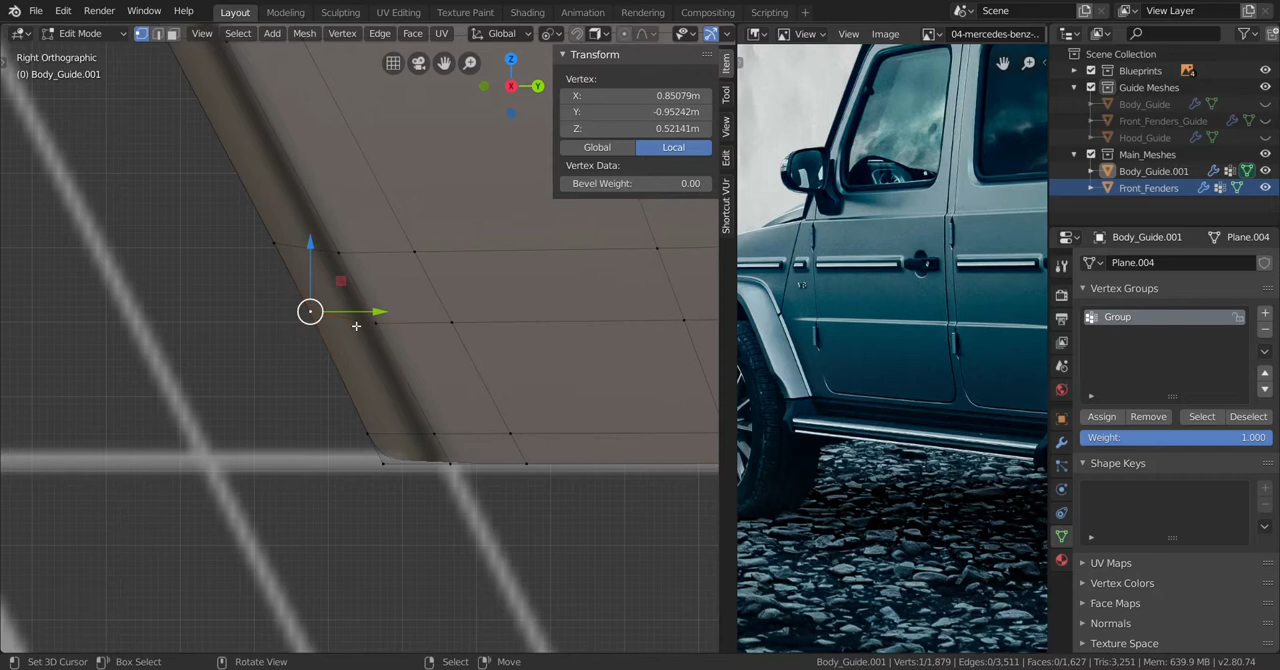 File Edit Render Window Help Layout Modeling Sculpting UV Editing Texture Paint Shading Animation Rendering Compositing Scripting + Scene View Layer
Edit Mode View Select Add Mesh Vertex Edge Face UV Global View Image 04-mercedes-benz-..
Right Orthographic
(0) Body_Guide.001
Transform
Vertex:
X: 0.85079m
Y: -0.95242m
Z: 0.52141m
Global Local
Vertex Data:
Bevel Weight: 0.00
Item
Tool
View
Edit
Shortcut VUr
Z
X
Y
Scene Collection
Blueprints 4
Guide Meshes
Body_Guide
Front_Fenders_Guide
Hood_Guide
Main_Meshes
Body_Guide.001
Front_Fenders
Body_Guide.001 Plane.004
Plane.004
Vertex Groups
Group
Assign Remove Select Deselect
Weight: 1.000
Shape Keys
UV Maps
Vertex Colors
Face Maps
Normals
Texture Space
Set 3D Cursor Box Select Rotate View Select Move Body_Guide.001 | Verts:1/1,879 | Edges:0/3,511 | Faces:0/1,627 | Tris:3,251 | Mem: 639.9 MB | v2.80.74